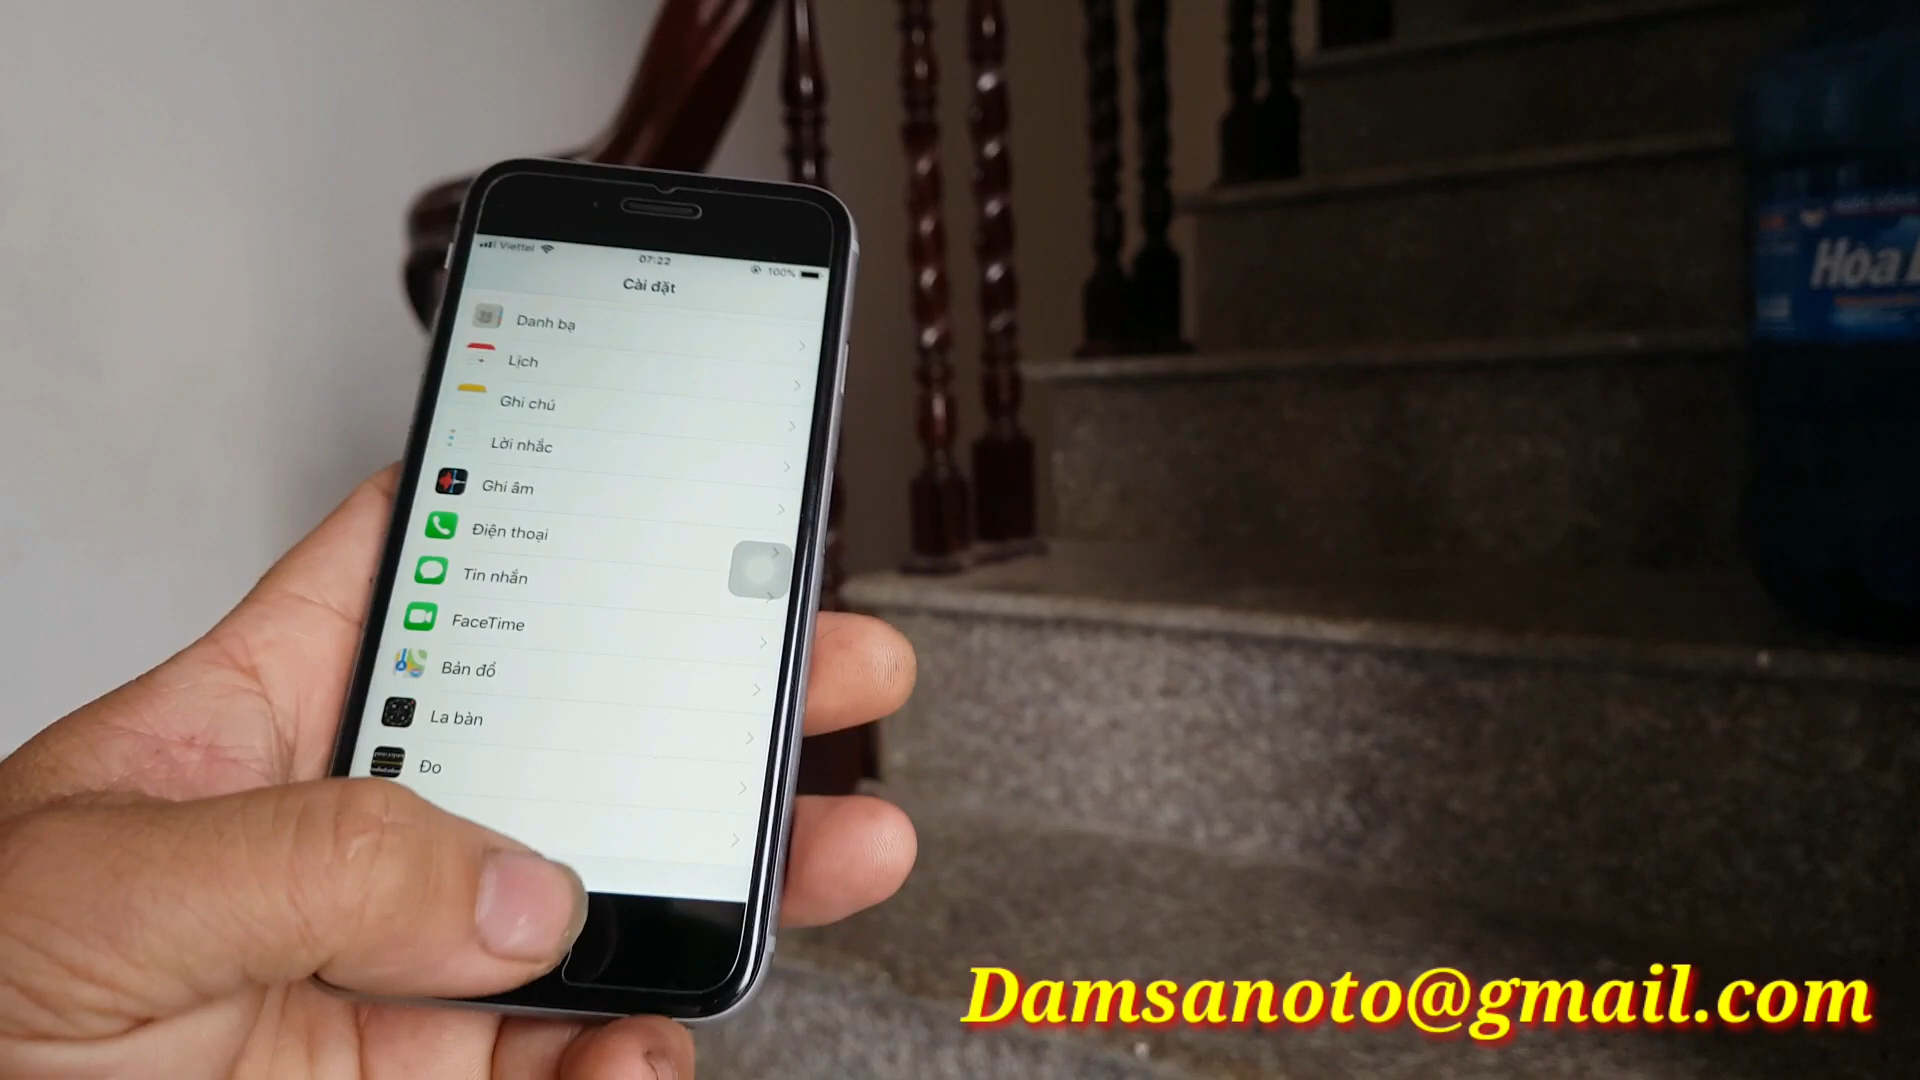 Viettel
07:22
100%
Cài đặt
Danh bạ
Lịch
Ghi chú
Lời nhắc
Ghi âm
Điện thoại
Tin nhắn
FaceTime
Bản đồ
La bàn
Đo
Hòa
Damsanoto@gmail.com